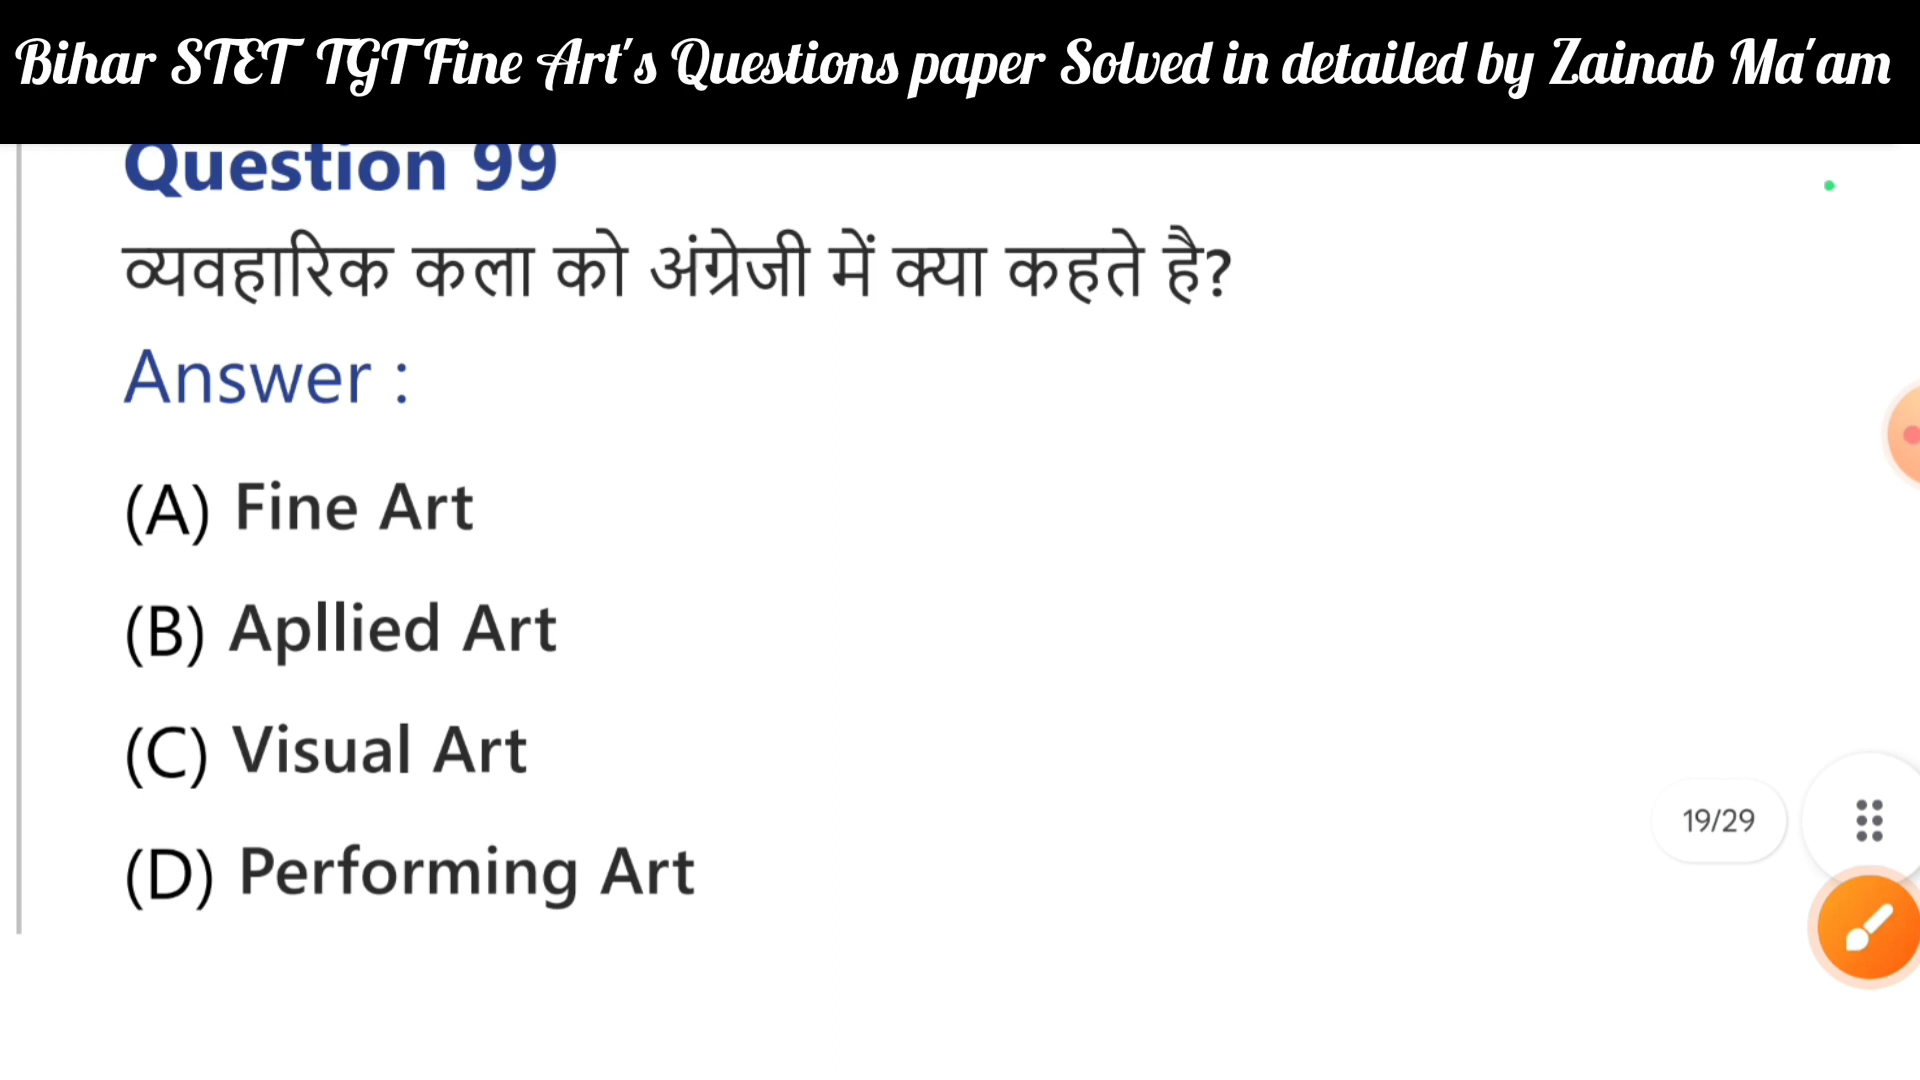 Bihar STET TGT Fine Art's Questions paper Solved in detailed by Zainab Ma'am
Question 99
व्यवहारिक कला को अंग्रेजी में क्या कहते है?
Answer :
(A) Fine Art
(B) Apllied Art
(C) Visual Art
(D) Performing Art
19/29